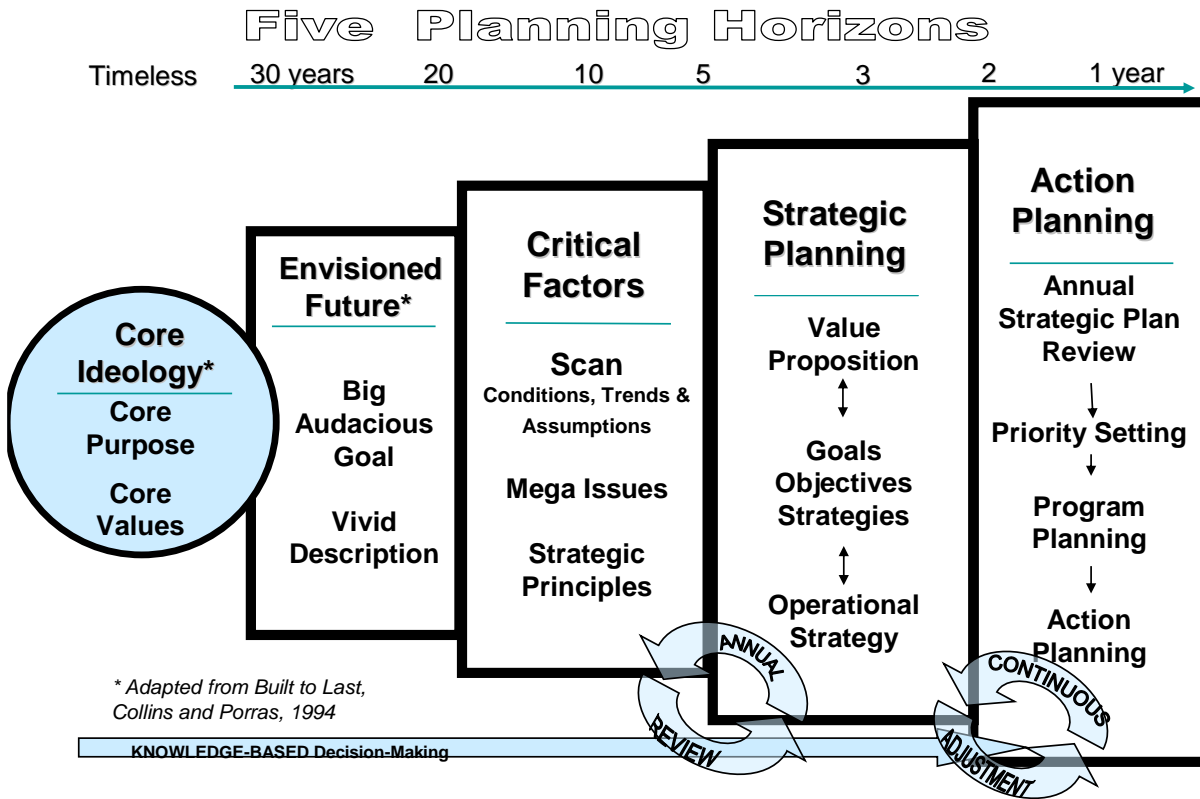 Five Planning Horizons
Timeless 30 years 20 10 5 3 2 1 year
Core
Ideology*
Core
Purpose
Core
Values
Envisioned
Future*
Big
Audacious
Goal
Vivid
Description
Critical
Factors
Scan
Conditions, Trends &
Assumptions
Mega Issues
Strategic
Principles
Strategic
Planning
Value
Proposition
Goals
Objectives
Strategies
Operational
Strategy
Action
Planning
Annual
Strategic Plan
Review
Priority Setting
Program
Planning
Action
Planning
ANNUAL
REVIEW
CONTINUOUS
ADJUSTMENT
* Adapted from Built to Last,
Collins and Porras, 1994
KNOWLEDGE-BASED Decision-Making